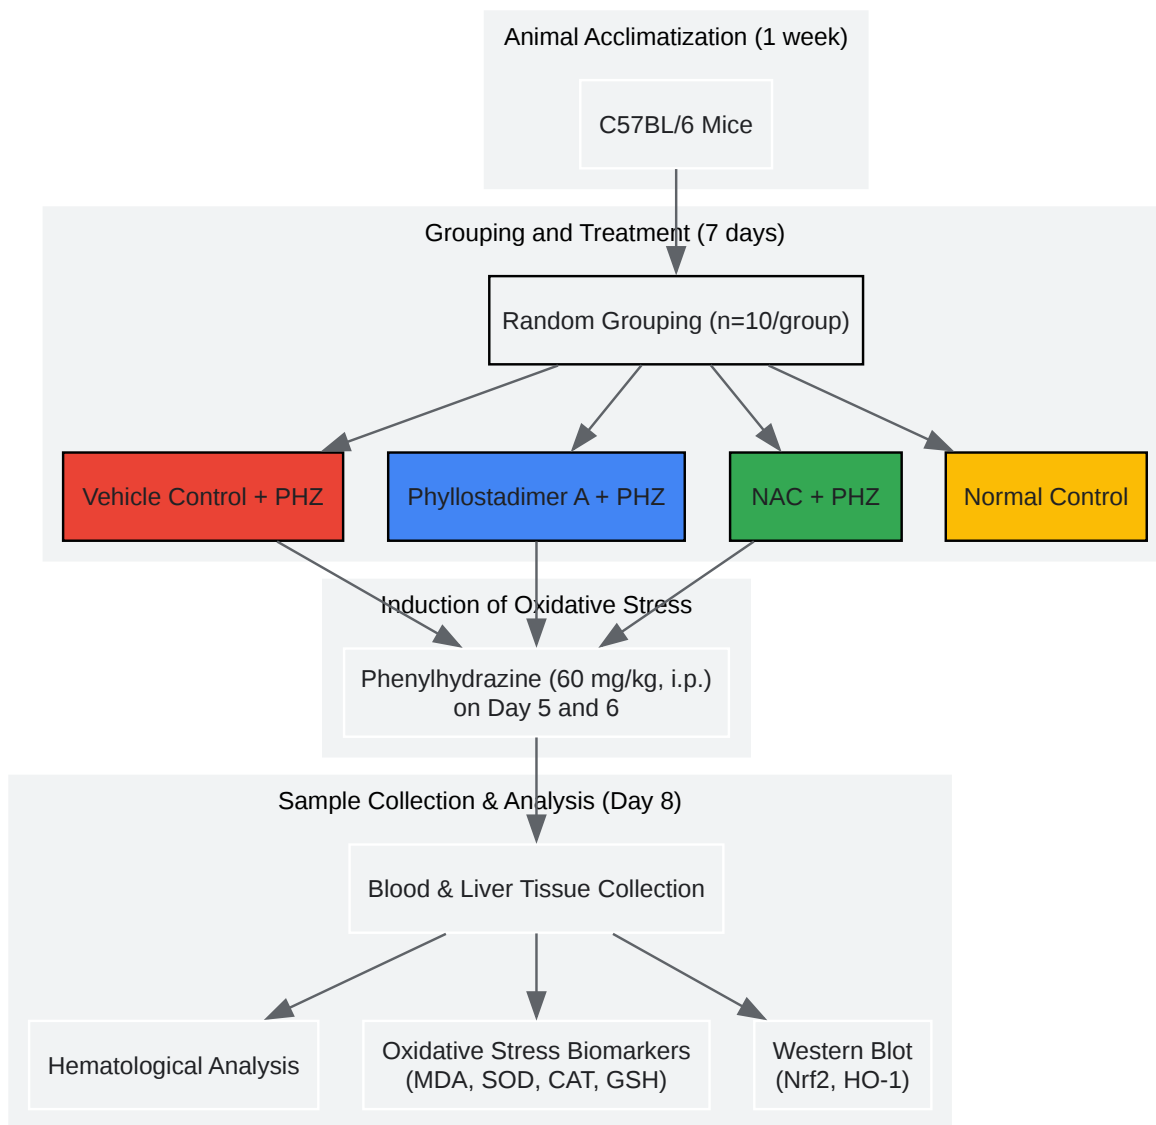 Animal Acclimatization (1 week)
C57BL/6 Mice
Grouping and Treatment (7 days)
Random Grouping (n=10/group)
Vehicle Control + PHZ
Phyllostadimer A + PHZ
NAC + PHZ
Normal Control
Induction of Oxidative Stress
Phenylhydrazine (60 mg/kg, i.p.)
on Day 5 and 6
Sample Collection & Analysis (Day 8)
Blood & Liver Tissue Collection
Hematological Analysis
Oxidative Stress Biomarkers
(MDA, SOD, CAT, GSH)
Western Blot
(Nrf2, HO-1)